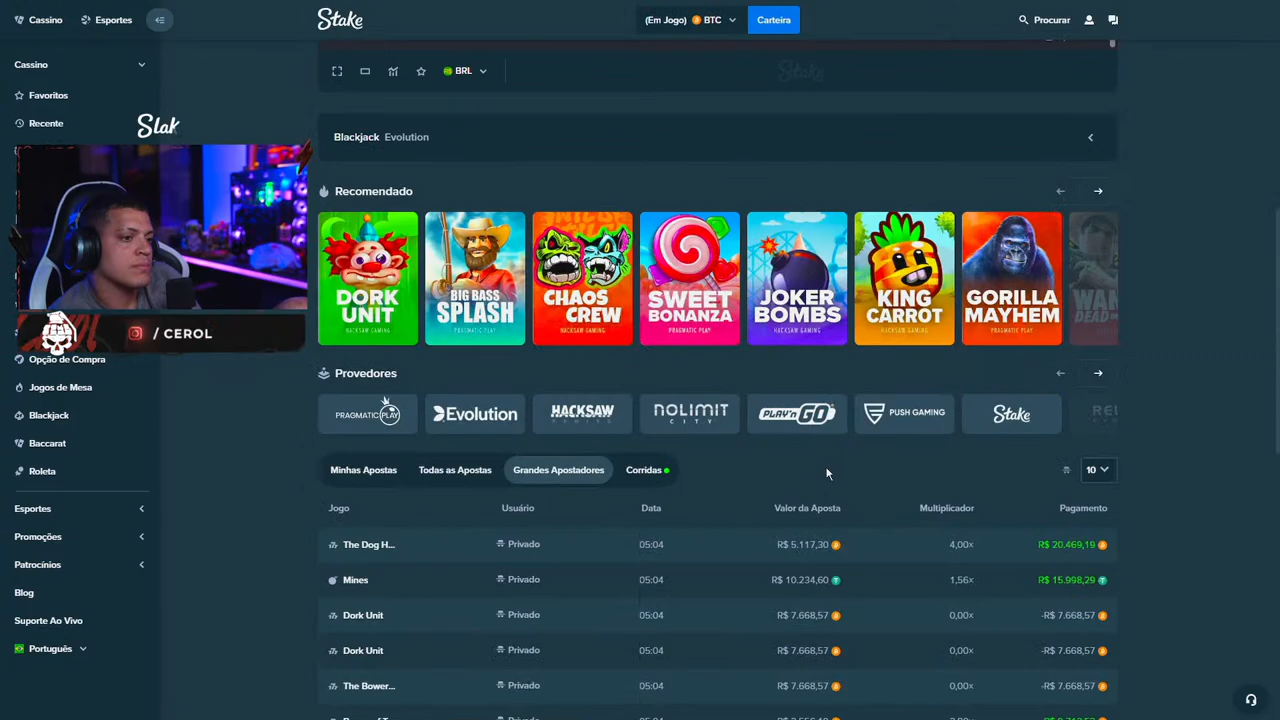 Cassino
Esportes
Stake
(Em Jogo) BTC
Carteira
Procurar
Cassino
Favoritos
Recente
BRL
Stake
Blackjack Evolution
Recomendado
DORK UNIT
HACKSAW GAMING
BIG BASS SPLASH
PRAGMATIC PLAY
CHAOS CREW
HACKSAW GAMING
SWEET BONANZA
PRAGMATIC PLAY
JOKER BOMBS
HACKSAW GAMING
KING CARROT
HACKSAW GAMING
GORILLA MAYHEM
PRAGMATIC PLAY
/ CEROL
Opção de Compra
Jogos de Mesa
Blackjack
Baccarat
Roleta
Esportes
Promoções
Patrocínios
Blog
Suporte Ao Vivo
Português
Provedores
PRAGMATIC PLAY
Evolution
HACKSAW
GAMING
NOLIMIT
CITY
PLAY'n GO
PUSH GAMING
Stake
Minhas Apostas Todas as Apostas Grandes Apostadores Corridas 10
Jogo Usuário Data Valor da Aposta Multiplicador Pagamento
The Dog H... Privado 05:04 R$ 5.117,30 4,00× R$ 20.469,19
Mines Privado 05:04 R$ 10.234,60 1,56× R$ 15.998,29
Dork Unit Privado 05:04 R$ 7.668,57 0,00× -R$ 7.668,57
Dork Unit Privado 05:04 R$ 7.668,57 0,00× -R$ 7.668,57
The Bower... Privado 05:04 R$ 7.668,57 0,00× -R$ 7.668,57